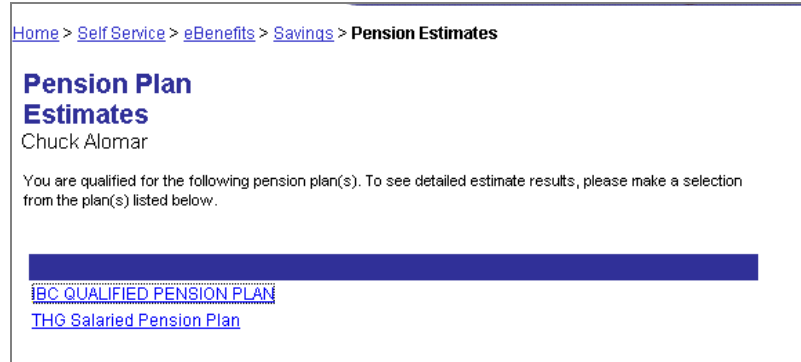 Home > Self Service > eBenefits > Savings > Pension Estimates
Pension Plan
Estimates
Chuck Alomar
You are qualified for the following pension plan(s). To see detailed estimate results, please make a selection
from the plan(s) listed below.
IBC QUALIFIED PENSION PLAN
THG Salaried Pension Plan